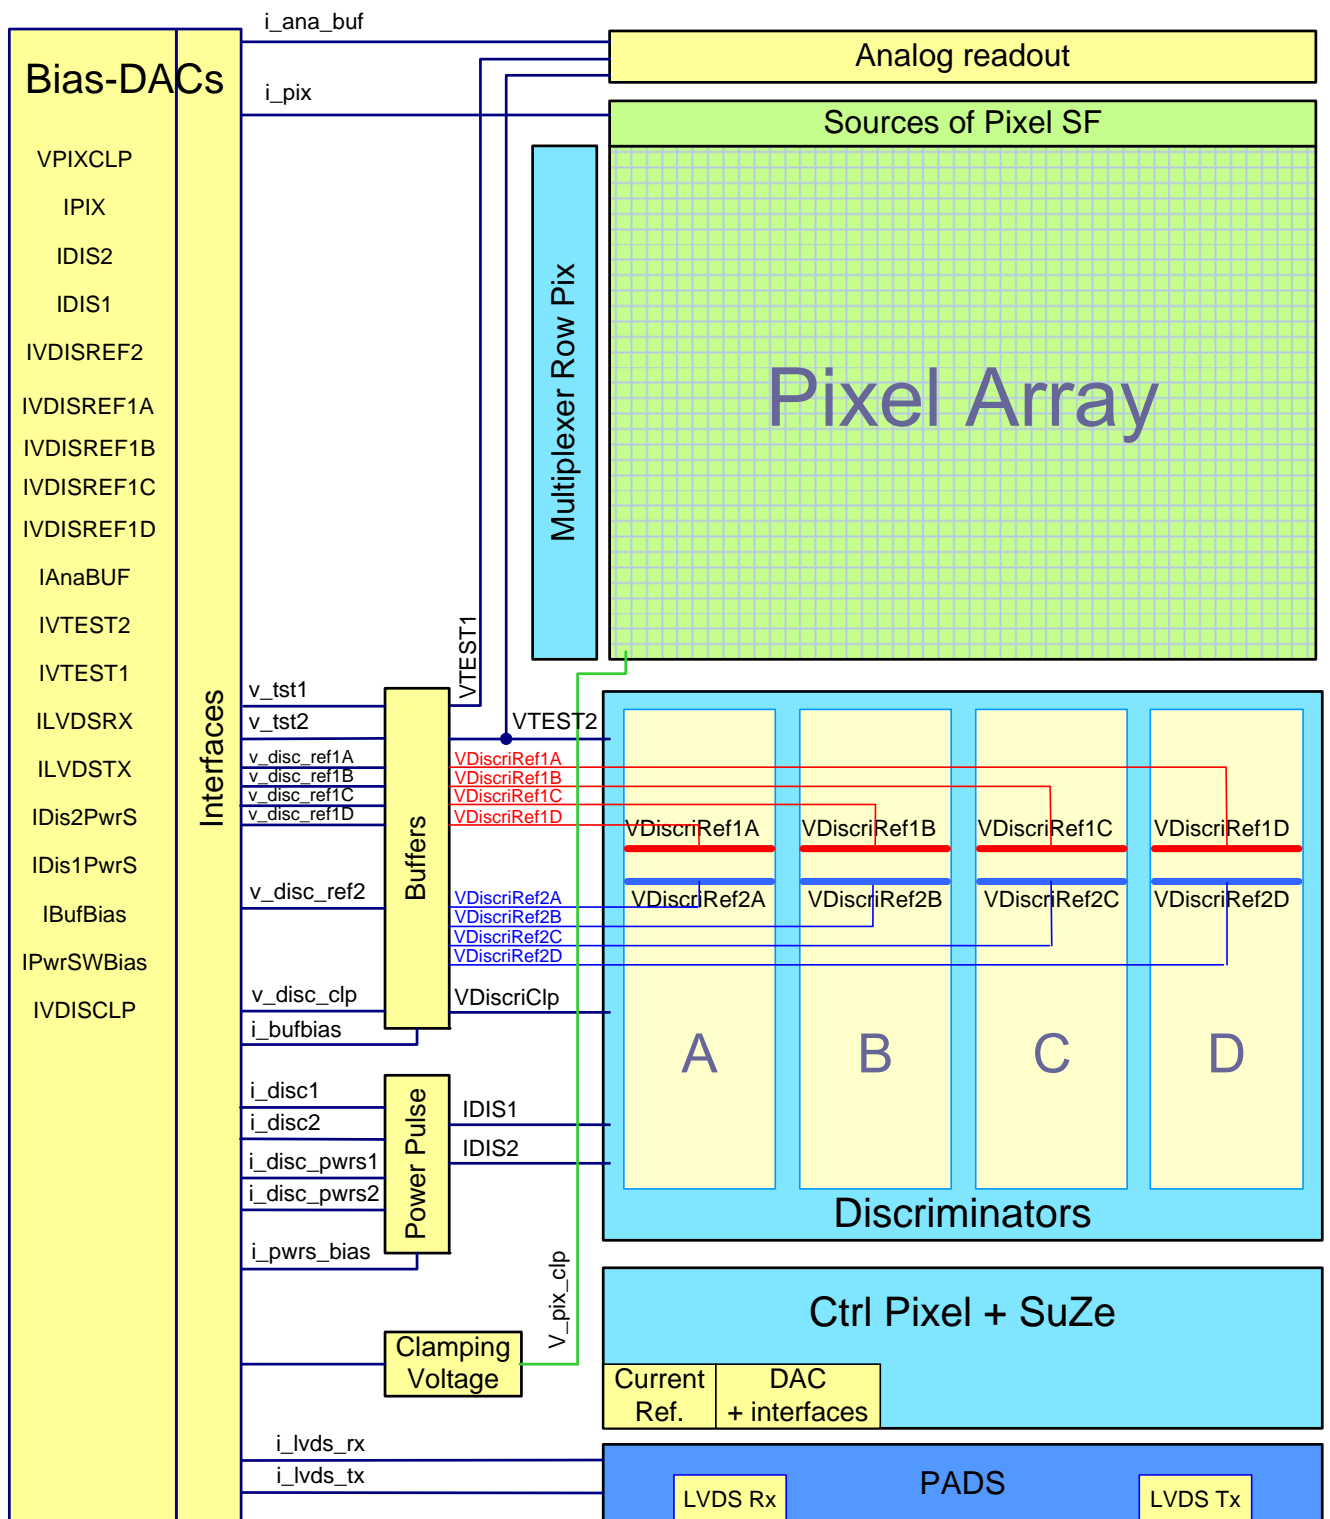 Bias-DACs
VPIXCLP
IPIX
IDIS2
IDIS1
IVDISREF2
IVDISREF1A
IVDISREF1B
IVDISREF1C
IVDISREF1D
IAnaBUF
IVTEST2
IVTEST1
ILVDSRX
ILVDSTX
IDis2PwrS
IDis1PwrS
IBufBias
IPwrSWBias
IVDISCLP
Interfaces
i_ana_buf
i_pix
v_tst1
v_tst2
v_disc_ref1A
v_disc_ref1B
v_disc_ref1C
v_disc_ref1D
v_disc_ref2
v_disc_clp
i_bufbias
i_disc1
i_disc2
i_disc_pwrs1
i_disc_pwrs2
i_pwrs_bias
i_lvds_rx
i_lvds_tx
Buffers
Power Pulse
Clamping
Voltage
VTEST1
VTEST2
VDiscriRef1A
VDiscriRef1B
VDiscriRef1C
VDiscriRef1D
VDiscriRef2A
VDiscriRef2B
VDiscriRef2C
VDiscriRef2D
VDiscriClp
IDIS1
IDIS2
V_pix_clp
Analog readout
Sources of Pixel SF
Multiplexer Row Pix
Pixel Array
VDiscriRef1A
VDiscriRef1B
VDiscriRef1C
VDiscriRef1D
VDiscriRef2A
VDiscriRef2B
VDiscriRef2C
VDiscriRef2D
A
B
C
D
Discriminators
Ctrl Pixel + SuZe
Current
Ref.
DAC
+ interfaces
PADS
LVDS Rx
LVDS Tx